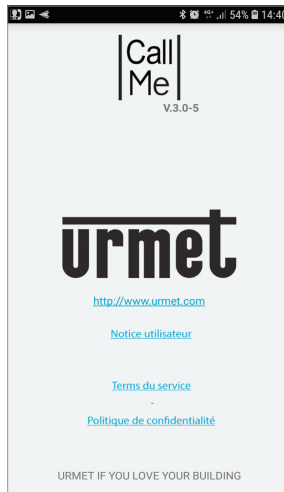 54% 14:40
Call
Me
V.3.0-5
urmet
http://www.urmet.com
Notice utilisateur
Terms du service
-
Politique de confidentialité
URMET IF YOU LOVE YOUR BUILDING